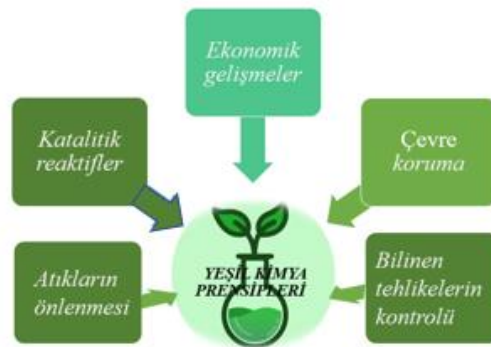 Ekonomik
gelişmeler
Katalitik
reaktifler
Çevre
koruma
Atıkların
önlenmesi
YEŞİL KİMYA
PRENSİPLERİ
Bilinen
tehlikelerin
kontrolü